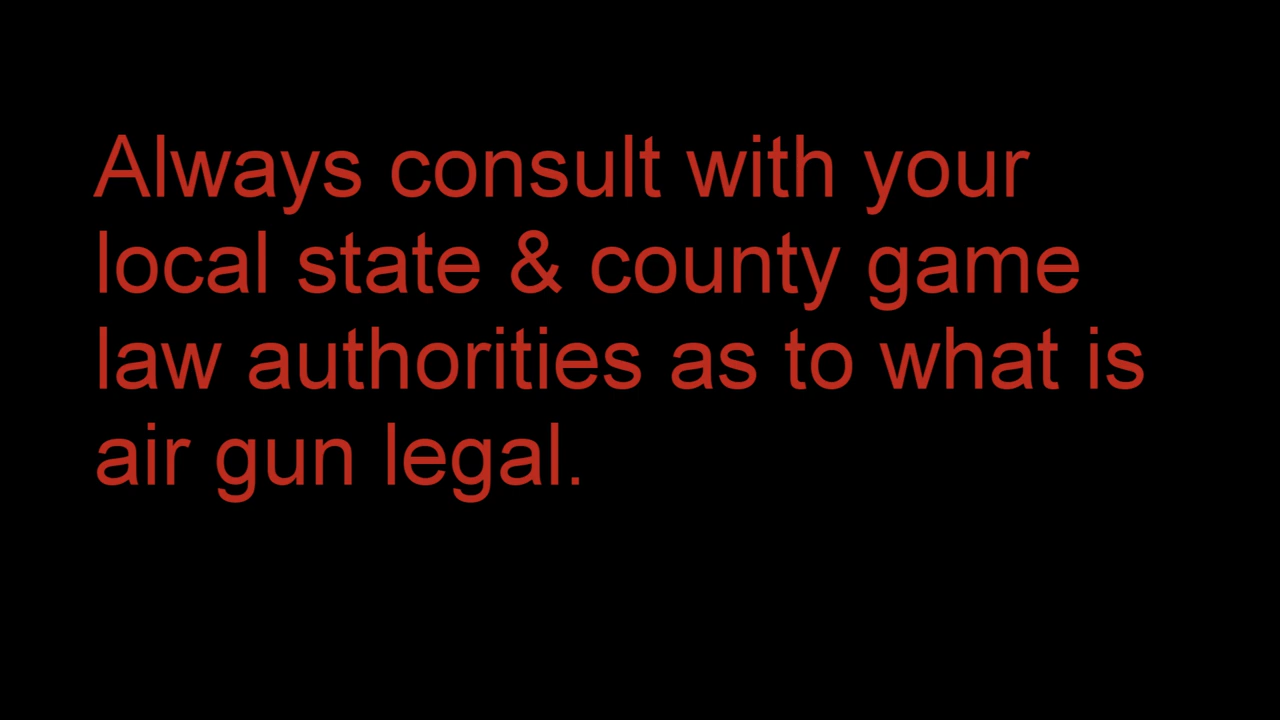 Always consult with your
local state & county game
law authorities as to what is
air gun legal.